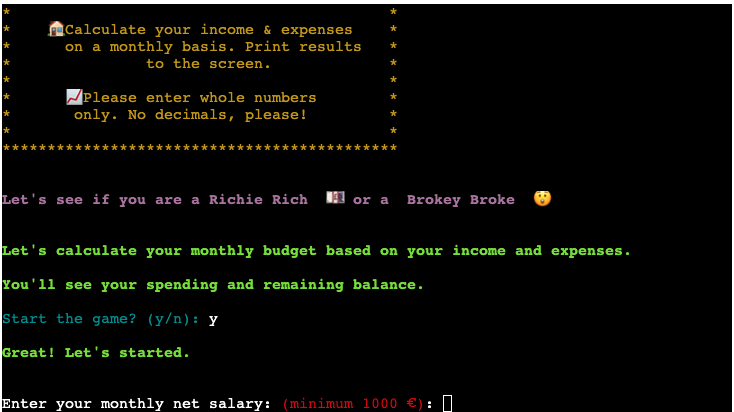 * *
* 🏠Calculate your income & expenses *
* on a monthly basis. Print results *
* to the screen. *
* *
* 📈Please enter whole numbers *
* only. No decimals, please! *
* *
********************************************
Let's see if you are a Richie Rich 💶 or a Brokey Broke 😲
Let's calculate your monthly budget based on your income and expenses.
You'll see your spending and remaining balance.
Start the game? (y/n): y
Great! Let's started.
Enter your monthly net salary: (minimum 1000 €):